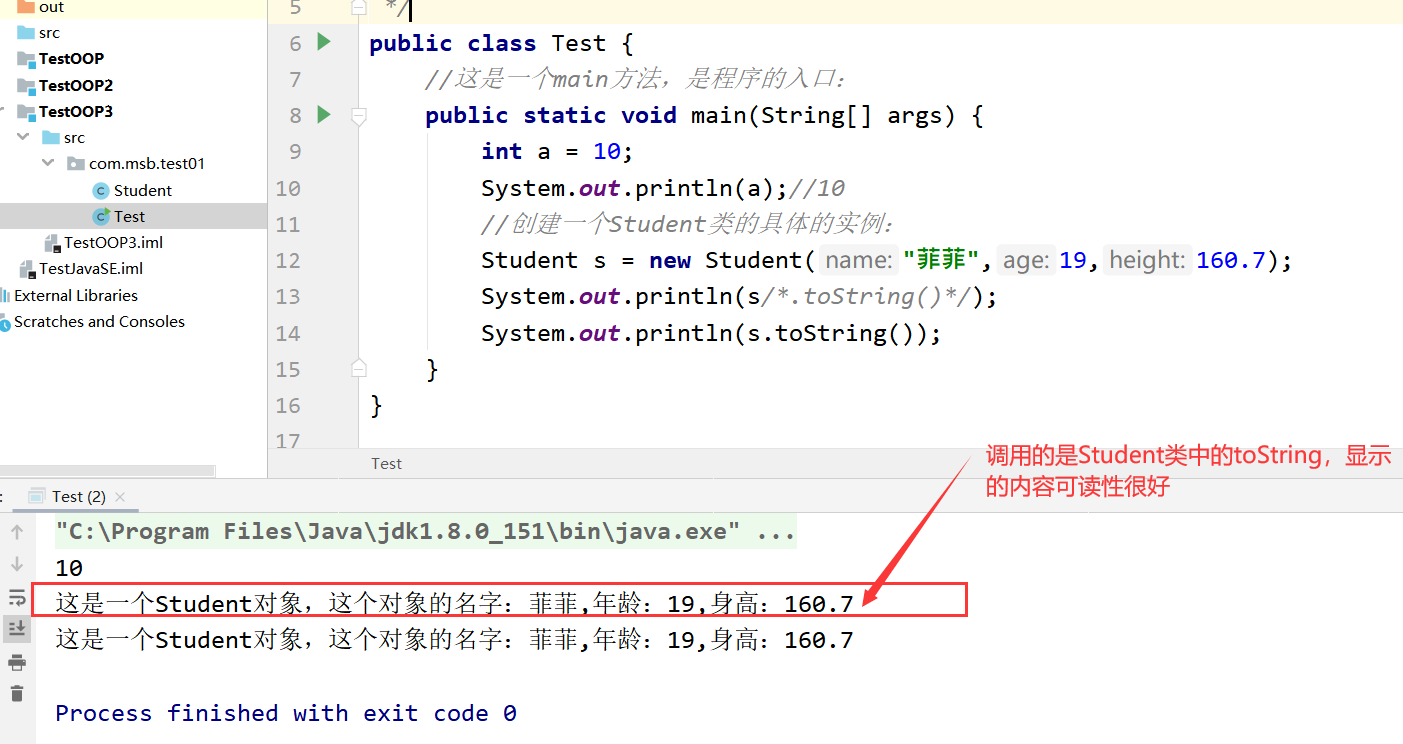 out
src
TestOOP
TestOOP2
TestOOP3
src
com.msb.test01
Student
Test
TestOOP3.iml
TestJavaSE.iml
External Libraries
Scratches and Consoles
5 */
6 public class Test {
7 //这是一个main方法，是程序的入口：
8 public static void main(String[] args) {
9 int a = 10;
10 System.out.println(a);//10
11 //创建一个Student类的具体的实例：
12 Student s = new Student( name: "菲菲", age: 19, height: 160.7);
13 System.out.println(s/*.toString()*/);
14 System.out.println(s.toString());
15 }
16 }
17
Test
调用的是Student类中的toString，显示
的内容可读性很好
: Test (2) ×
"C:\Program Files\Java\jdk1.8.0_151\bin\java.exe" ...
10
这是一个Student对象，这个对象的名字：菲菲,年龄：19,身高：160.7
这是一个Student对象，这个对象的名字：菲菲,年龄：19,身高：160.7
Process finished with exit code 0